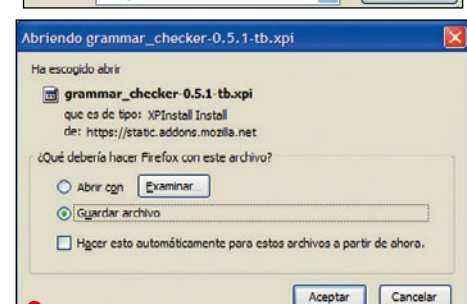 Abriendo grammar_checker-0.5.1-tb.xpi
Ha escogido abrir
grammar_checker-0.5.1-tb.xpi
que es de tipo: XPInstall Install
de: https://static.addons.mozilla.net
¿Qué debería hacer Firefox con este archivo?
Abrir con Examinar...
Guardar archivo
Hacer esto automáticamente para estos archivos a partir de ahora.
Aceptar Cancelar